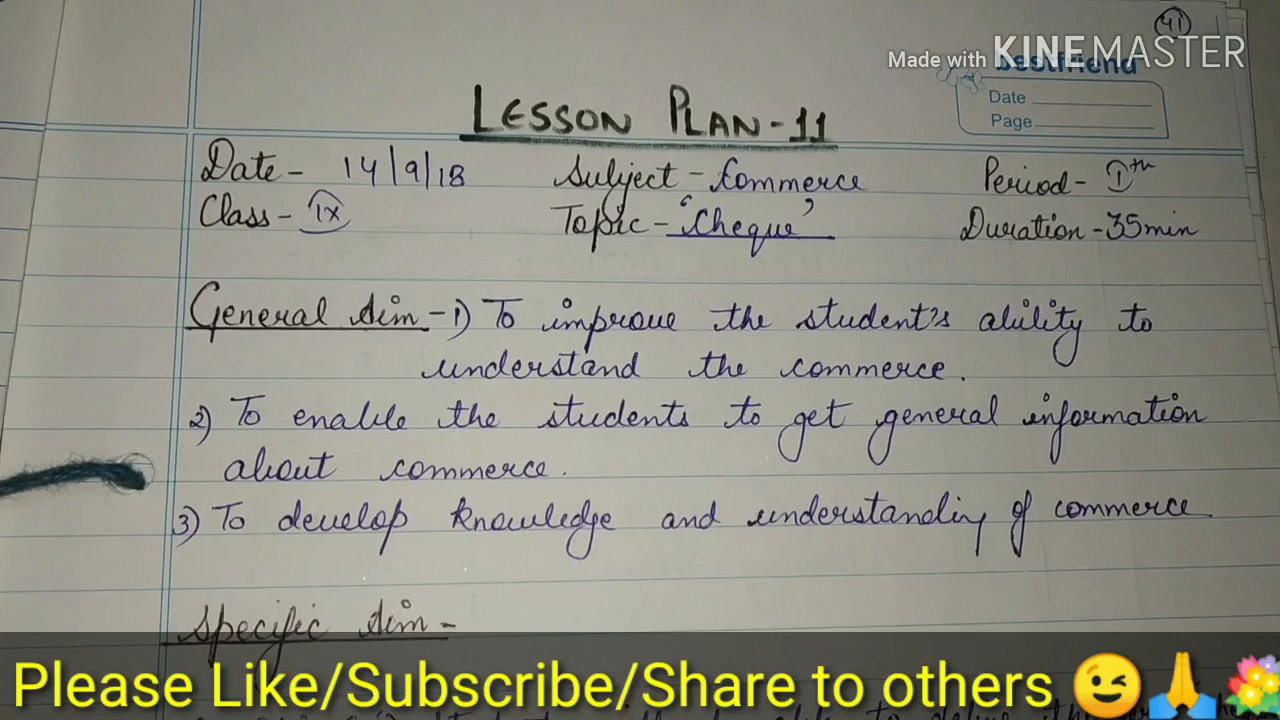 41
Made with KINEMASTER
bestfriend
Date
Page
LESSON PLAN-11
Date- 14/9/18 Subject-Commerce Period- Ith
Class- IX Topic-'Cheque' Duration-35min
General Aim-1) To improve the student's ability to
understand the commerce.
2) To enable the students to get general information
about commerce.
3) To develop knowledge and understanding of commerce.
Specific Aim-
Please Like/Subscribe/Share to others 😉🙏💐